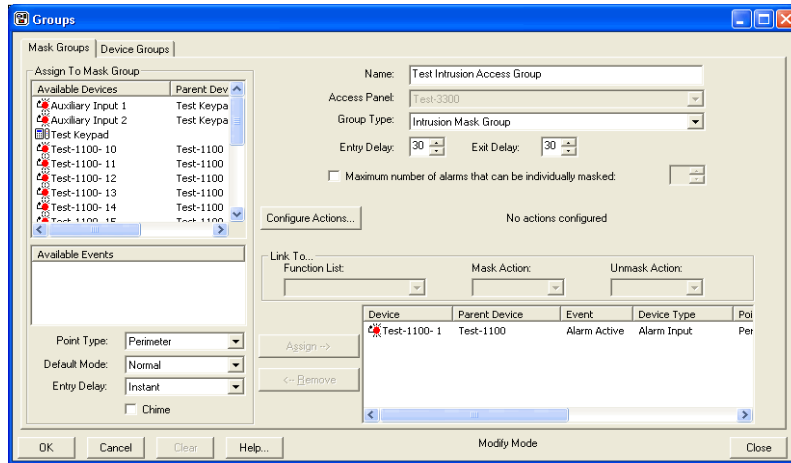 Groups
Mask Groups Device Groups
Assign To Mask Group
Available Devices Parent Dev
Auxiliary Input 1 Test Keypa
Auxiliary Input 2 Test Keypa
Test Keypad
Test-1100- 10 Test-1100
Test-1100- 11 Test-1100
Test-1100- 12 Test-1100
Test-1100- 13 Test-1100
Test-1100- 14 Test-1100
Test-1100- 15 Test-1100
Available Events
Point Type: Perimeter
Default Mode: Normal
Entry Delay: Instant
Chime
Name: Test Intrusion Access Group
Access Panel: Test-3300
Group Type: Intrusion Mask Group
Entry Delay: 30 Exit Delay: 30
Maximum number of alarms that can be individually masked:
Configure Actions... No actions configured
Link To...
Function List: Mask Action: Unmask Action:
Assign -->
<-- Remove
Device Parent Device Event Device Type Poi
Test-1100- 1 Test-1100 Alarm Active Alarm Input Per
OK Cancel Clear Help... Modify Mode Close